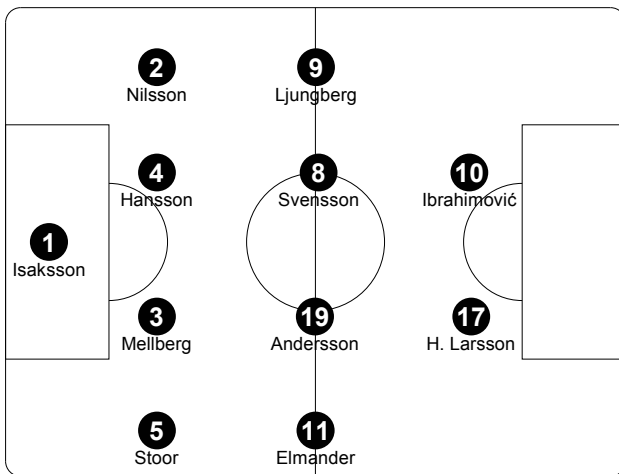 2
Nilsson
9
Ljungberg
4
Hansson
8
Svensson
10
Ibrahimović
1
Isaksson
3
Mellberg
19
Andersson
17
H. Larsson
5
Stoor
11
Elmander